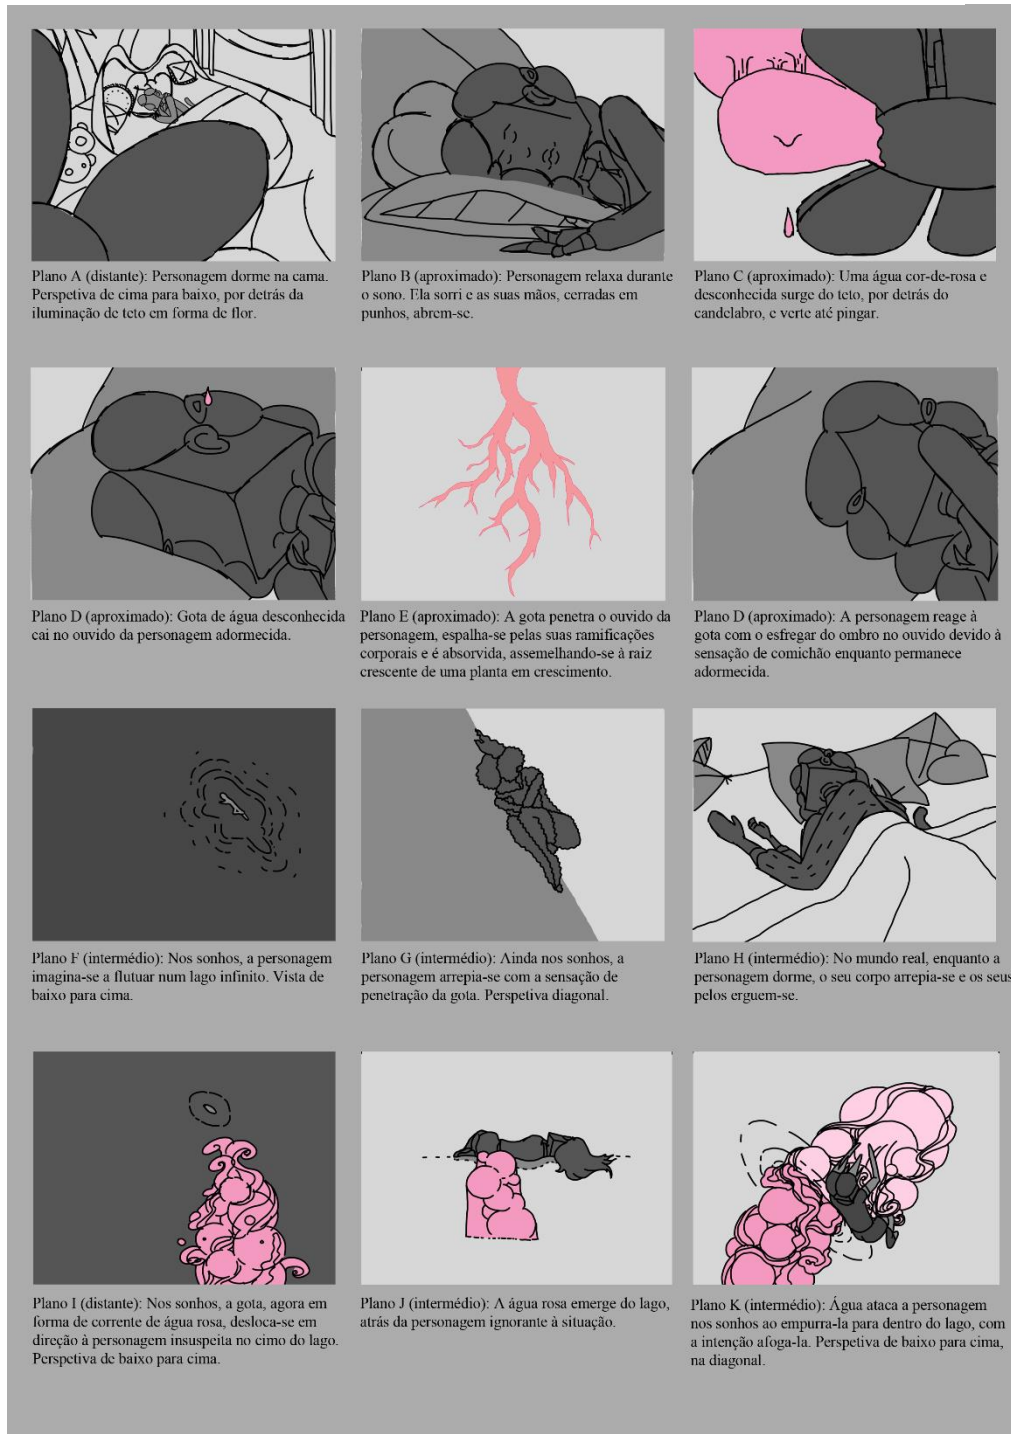 Plano A (distante): Personagem dorme na cama.
Perspetiva de cima para baixo, por detrás da
iluminação de teto em forma de flor.
Plano B (aproximado): Personagem relaxa durante
o sono. Ela sorri e as suas mãos, cerradas em
punhos, abrem-se.
Plano C (aproximado): Uma água cor-de-rosa e
desconhecida surge do teto, por detrás do
candelabro, e verte até pingar.
Plano D (aproximado): Gota de água desconhecida
cai no ouvido da personagem adormecida.
Plano E (aproximado): A gota penetra o ouvido da
personagem, espalha-se pelas suas ramificações
corporais e é absorvida, assemelhando-se à raiz
crescente de uma planta em crescimento.
Plano D (aproximado): A personagem reage à
gota com o esfregar do ombro no ouvido devido à
sensação de comichão enquanto permanece
adormecida.
Plano F (intermédio): Nos sonhos, a personagem
imagina-se a flutuar num lago infinito. Vista de
baixo para cima.
Plano G (intermédio): Ainda nos sonhos, a
personagem arrepia-se com a sensação de
penetração da gota. Perspetiva diagonal.
Plano H (intermédio): No mundo real, enquanto a
personagem dorme, o seu corpo arrepia-se e os seus
pelos erguem-se.
Plano I (distante): Nos sonhos, a gota, agora em
forma de corrente de água rosa, desloca-se em
direção à personagem insuspeita no cimo do lago.
Perspetiva de baixo para cima.
Plano J (intermédio): A água rosa emerge do lago,
atrás da personagem ignorante à situação.
Plano K (intermédio): Água ataca a personagem
nos sonhos ao empurra-la para dentro do lago, com
a intenção afoga-la. Perspetiva de baixo para cima,
na diagonal.